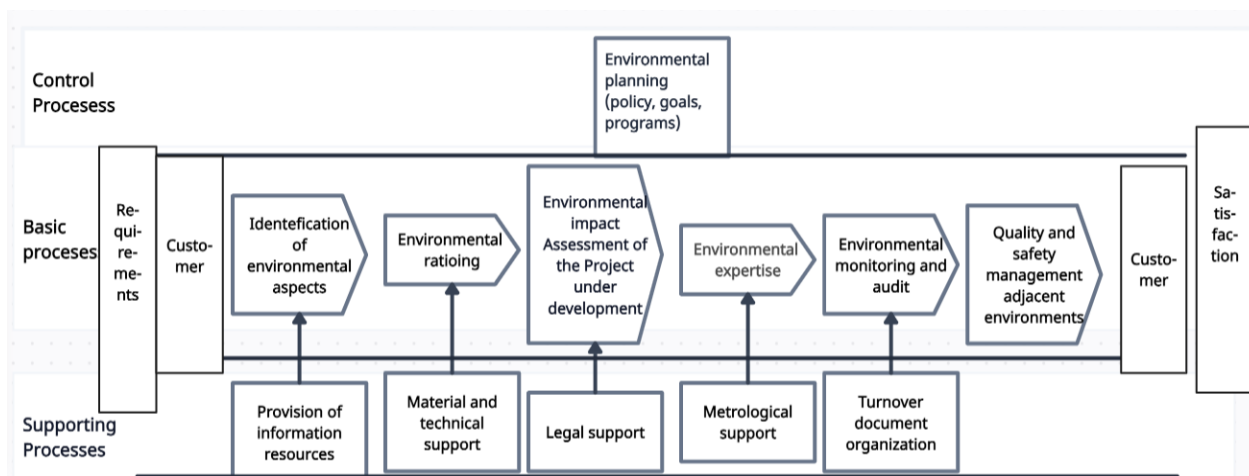 Control
Procesess
Environmental
planning
(policy, goals,
programs)
Basic
proceses
Re-
qui-
re-
me-
nts
Custo-
mer
Identefication
of
environmental
aspects
Environmental
ratioing
Environmental
impact
Assessment of
the Project
under
development
Environmental
expertise
Environmental
monitoring and
audit
Quality and
safety
management
adjacent
environments
Custo-
mer
Sa-
tis-
fac-
tion
Supporting
Processes
Provision of
information
resources
Material and
technical
support
Legal support
Metrological
support
Turnover
document
organization